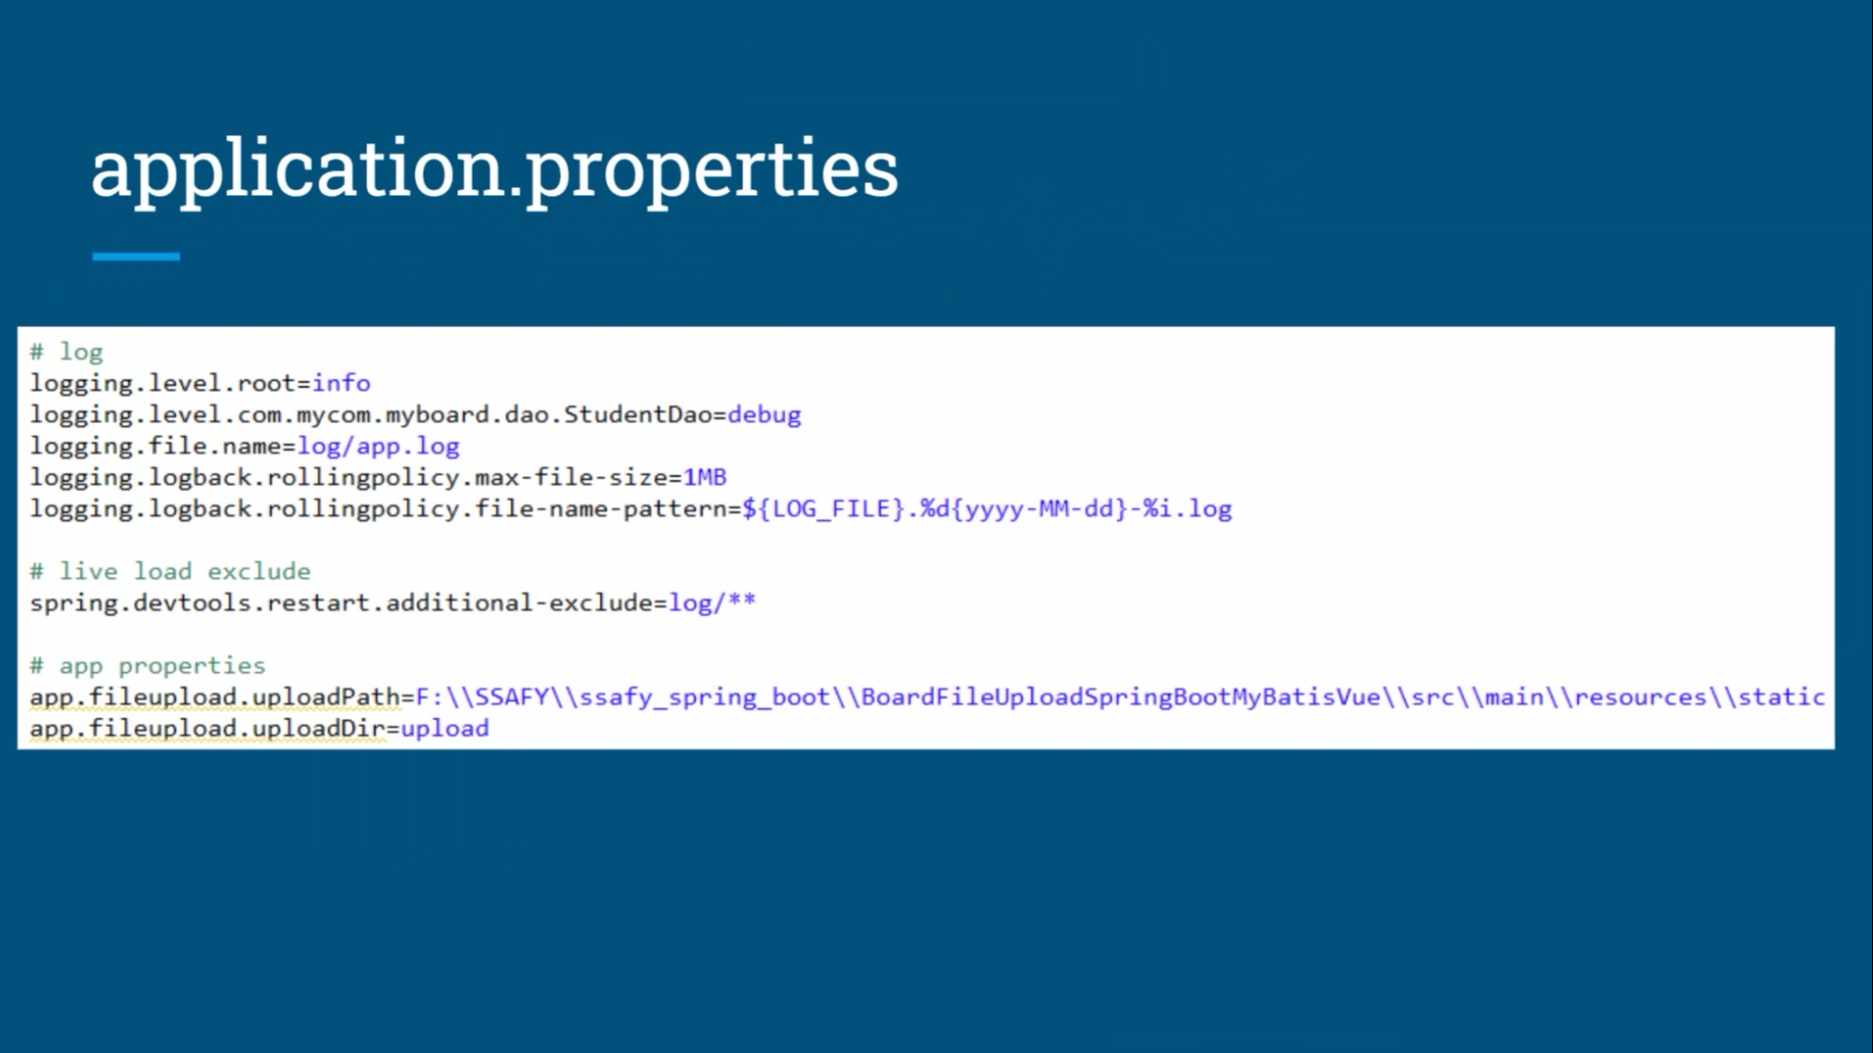 application.properties
# log
logging.level.root=info
logging.level.com.mycom.myboard.dao.StudentDao=debug
logging.file.name=log/app.log
logging.logback.rollingpolicy.max-file-size=1MB
logging.logback.rollingpolicy.file-name-pattern=${LOG_FILE}.%d{yyyy-MM-dd}-%i.log
# live load exclude
spring.devtools.restart.additional-exclude=log/**
# app properties
app.fileupload.uploadPath=F:\\SSAFY\\ssafy_spring_boot\\BoardFileUploadSpringBootMyBatisVue\\src\\main\\resources\\static
app.fileupload.uploadDir=upload